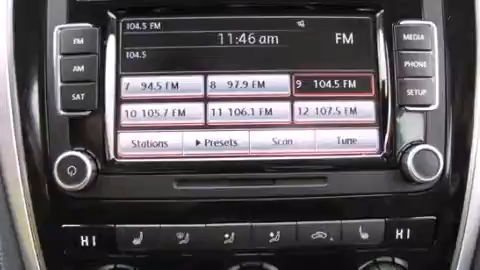 104.5 FM
11:46 am FM
104.5
FM MEDIA
AM PHONE
SAT SETUP
7 94.5 FM 8 97.9 FM 9 104.5 FM
10 105.7 FM 11 106.1 FM 12 107.5 FM
Stations Presets Scan Tune
HI HI